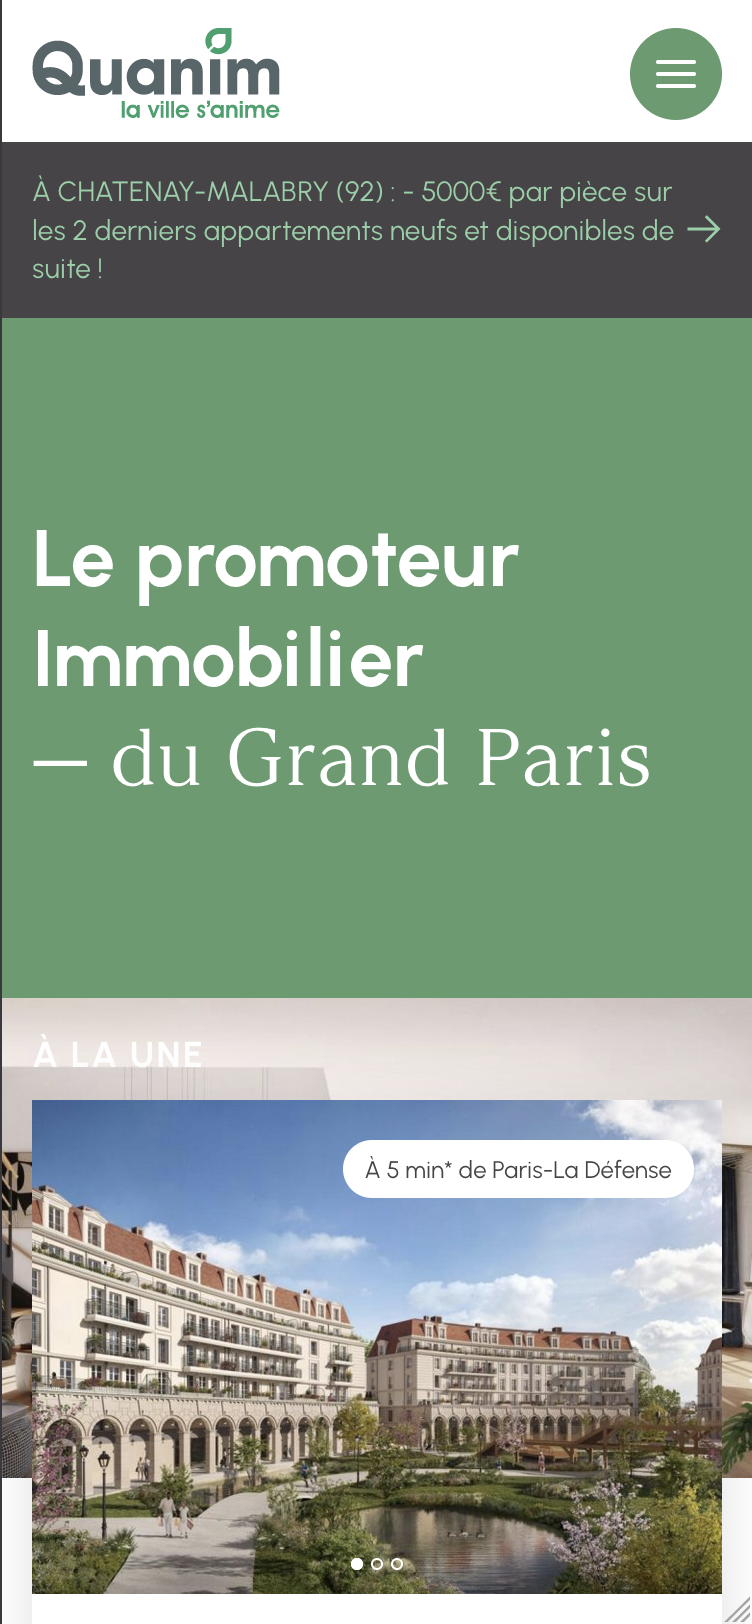 Quanim
la ville s'anime
À CHATENAY-MALABRY (92) : - 5000€ par pièce sur
les 2 derniers appartements neufs et disponibles de
suite !
Le promoteur
Immobilier
— du Grand Paris
À LA UNE
À 5 min* de Paris-La Défense